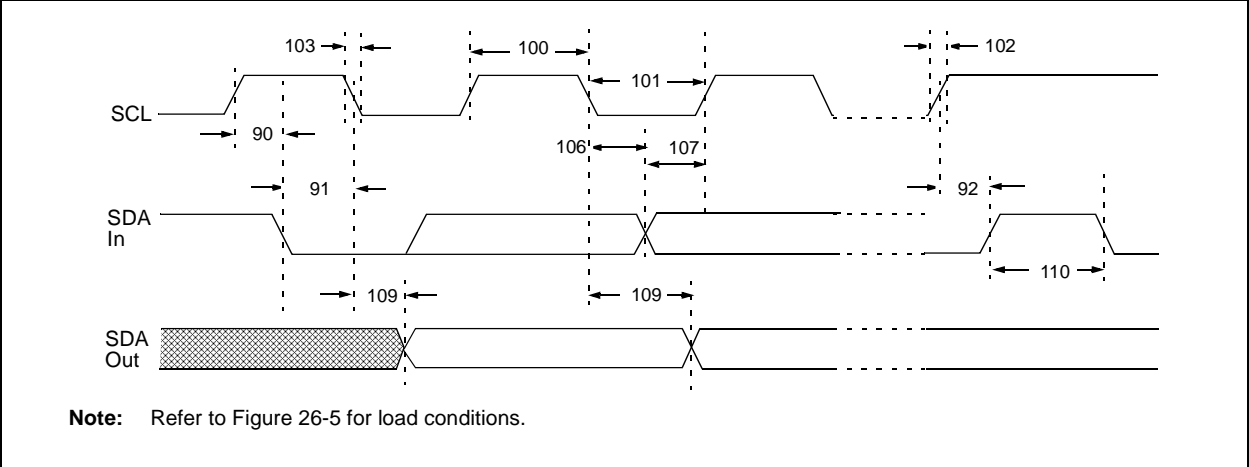 103
100
102
101
SCL
90
106
107
91
92
SDA
In
110
109
109
SDA
Out
Note: Refer to Figure 26-5 for load conditions.